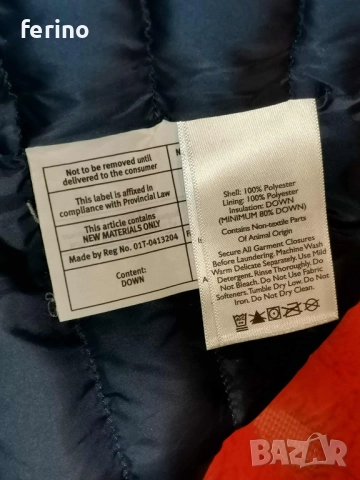 ferino
Not to be removed until
delivered to the consumer
This label is affixed in
compliance with Provincial Law
This article contains
NEW MATERIALS ONLY
Made by Reg No. 01T-0413204
Content:
DOWN
N
A
Shell: 100% Polyester
Lining: 100% Polyester
Insulation: DOWN
(MINIMUM 80% DOWN)
Contains Non-textile Parts
Of Animal Origin
Secure All Garment Closures
Before Laundering. Machine Wash
Warm Delicate Separately. Use Mild
Detergent. Rinse Thoroughly. Do
Not Bleach. Do Not Use Fabric
Softeners. Tumble Dry Low. Do Not
Iron. Do Not Dry Clean.
BAZAR